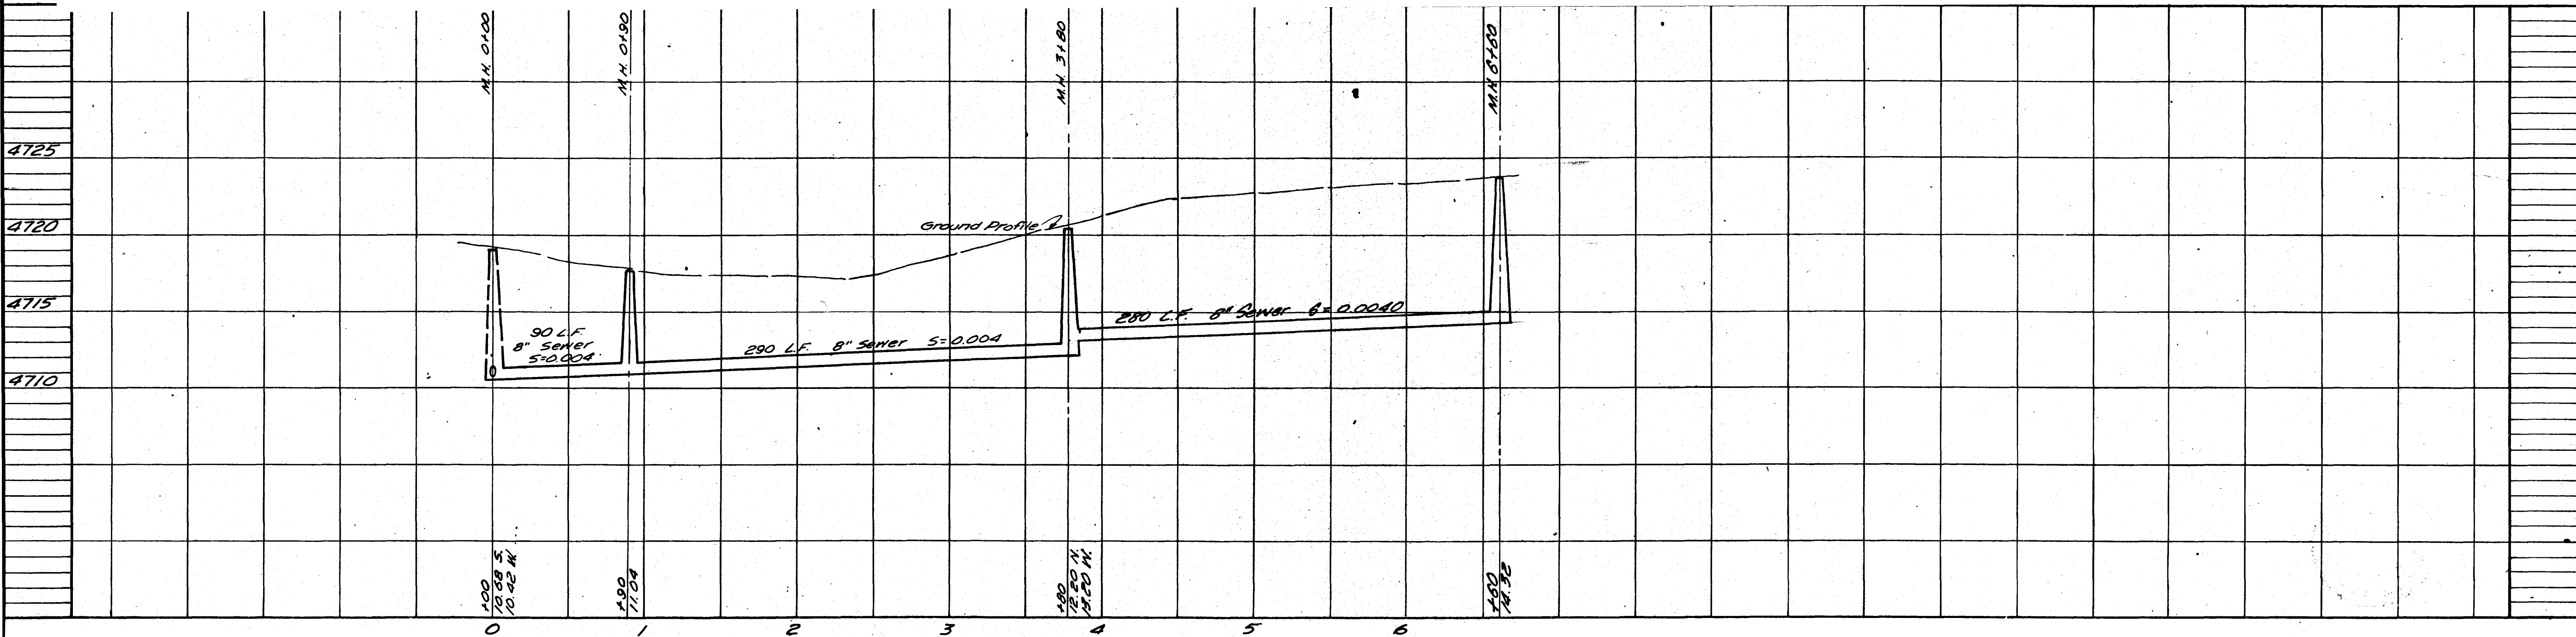 M.H. 0+00
M.H. 0+90
M.H. 3+80
M.H. 6+60
4725
4720
4715
4710
Ground Profile
90 L.F.
8" Sewer
S=0.004
290 L.F. 8" Sewer S=0.004
280 L.F. 8" Sewer S=0.0040
+00
10.68 S.
10.42 W.
+90
11.04
+80
12.20 N.
13.20 W.
+60
14.32
0 1 2 3 4 5 6